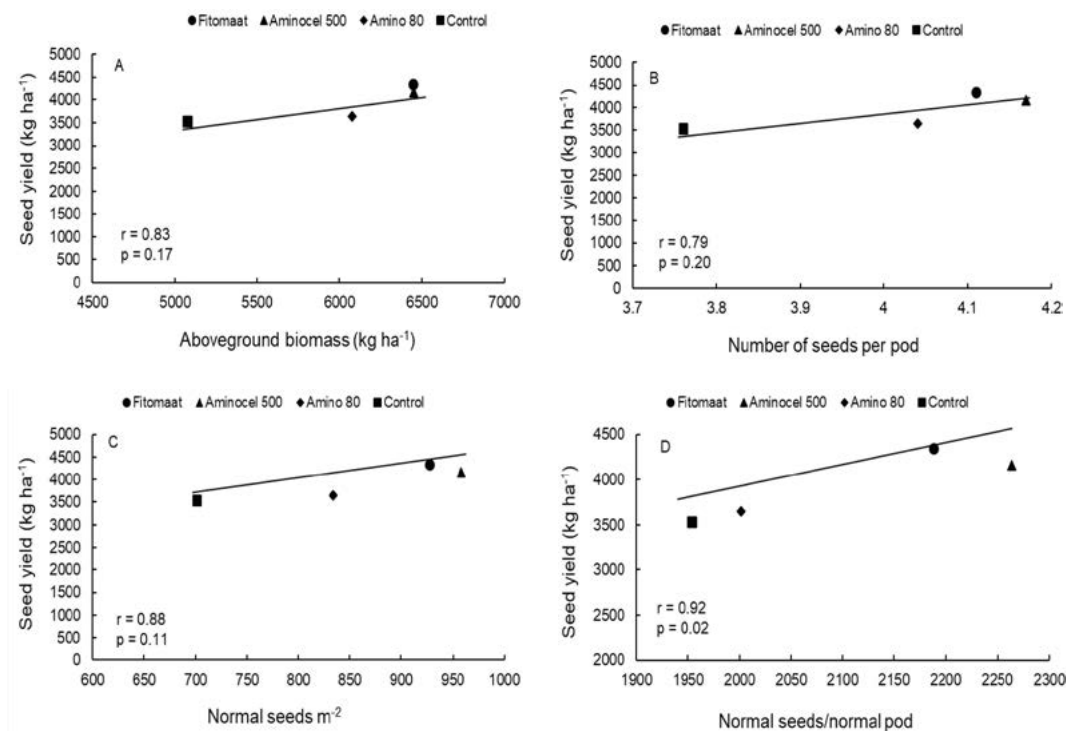 ● Fitomaat ▲ Aminocel 500 ◆ Amino 80 ■ Control
A
Seed yield (kg ha⁻¹)
5000
4500
4000
3500
3000
2500
2000
1500
1000
500
0
r = 0.83
p = 0.17
4500 5000 5500 6000 6500 7000
Aboveground biomass (kg ha⁻¹)
● Fitomaat ▲ Aminocel 500 ◆ Amino 80 ■ Control
B
Seed yield (kg ha⁻¹)
5000
4500
4000
3500
3000
2500
2000
1500
1000
500
0
r = 0.79
p = 0.20
3.7 3.8 3.9 4 4.1 4.2
Number of seeds per pod
● Fitomaat ▲ Aminocel 500 ◆ Amino 80 ■ Control
C
Seed yield (kg ha⁻¹)
5000
4500
4000
3500
3000
2500
2000
1500
1000
500
0
r = 0.88
p = 0.11
600 650 700 750 800 850 900 950 1000
Normal seeds m⁻²
● Fitomaat ▲ Aminocel 500 ◆ Amino 80 ■ Control
D
Seed yield (kg ha⁻¹)
4500
4000
3500
3000
2500
2000
r = 0.92
p = 0.02
1900 1950 2000 2050 2100 2150 2200 2250 2300
Normal seeds/normal pod